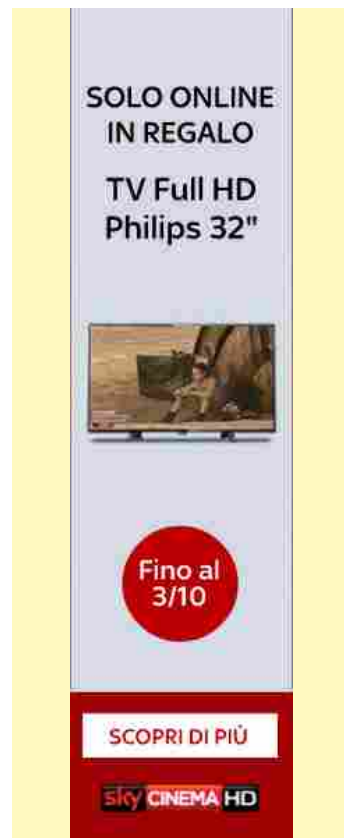 SOLO ONLINE
IN REGALO
TV Full HD
Philips 32"
Fino al
3/10
SCOPRI DI PIÙ
sky CINEMA HD